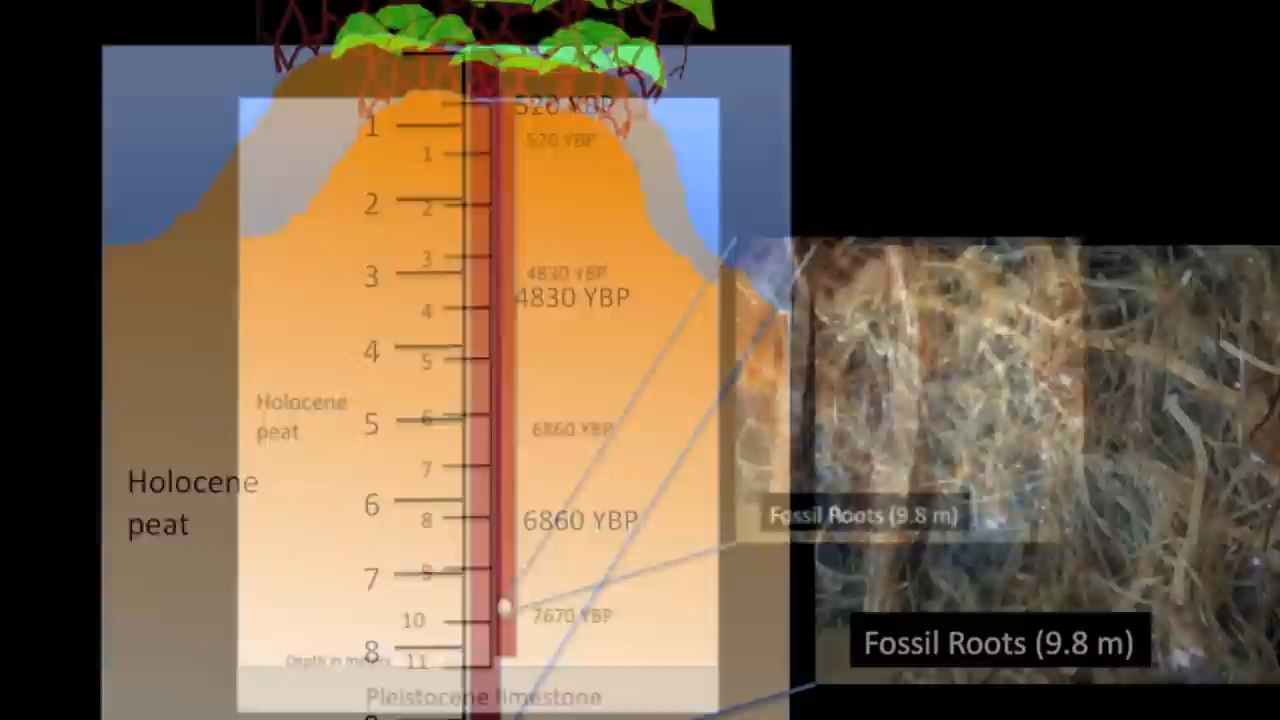 520 YBP
520 YBP
1
1
2
2
3
3
4830 YBP
4830 YBP
4
4
5
Holocene
peat
5
6
6860 YBP
7
Holocene
peat
6
8
6860 YBP
Fossil Roots (9.8 m)
7
9
10
7670 YBP
8
11
Depth in meters
Fossil Roots (9.8 m)
Pleistocene limestone